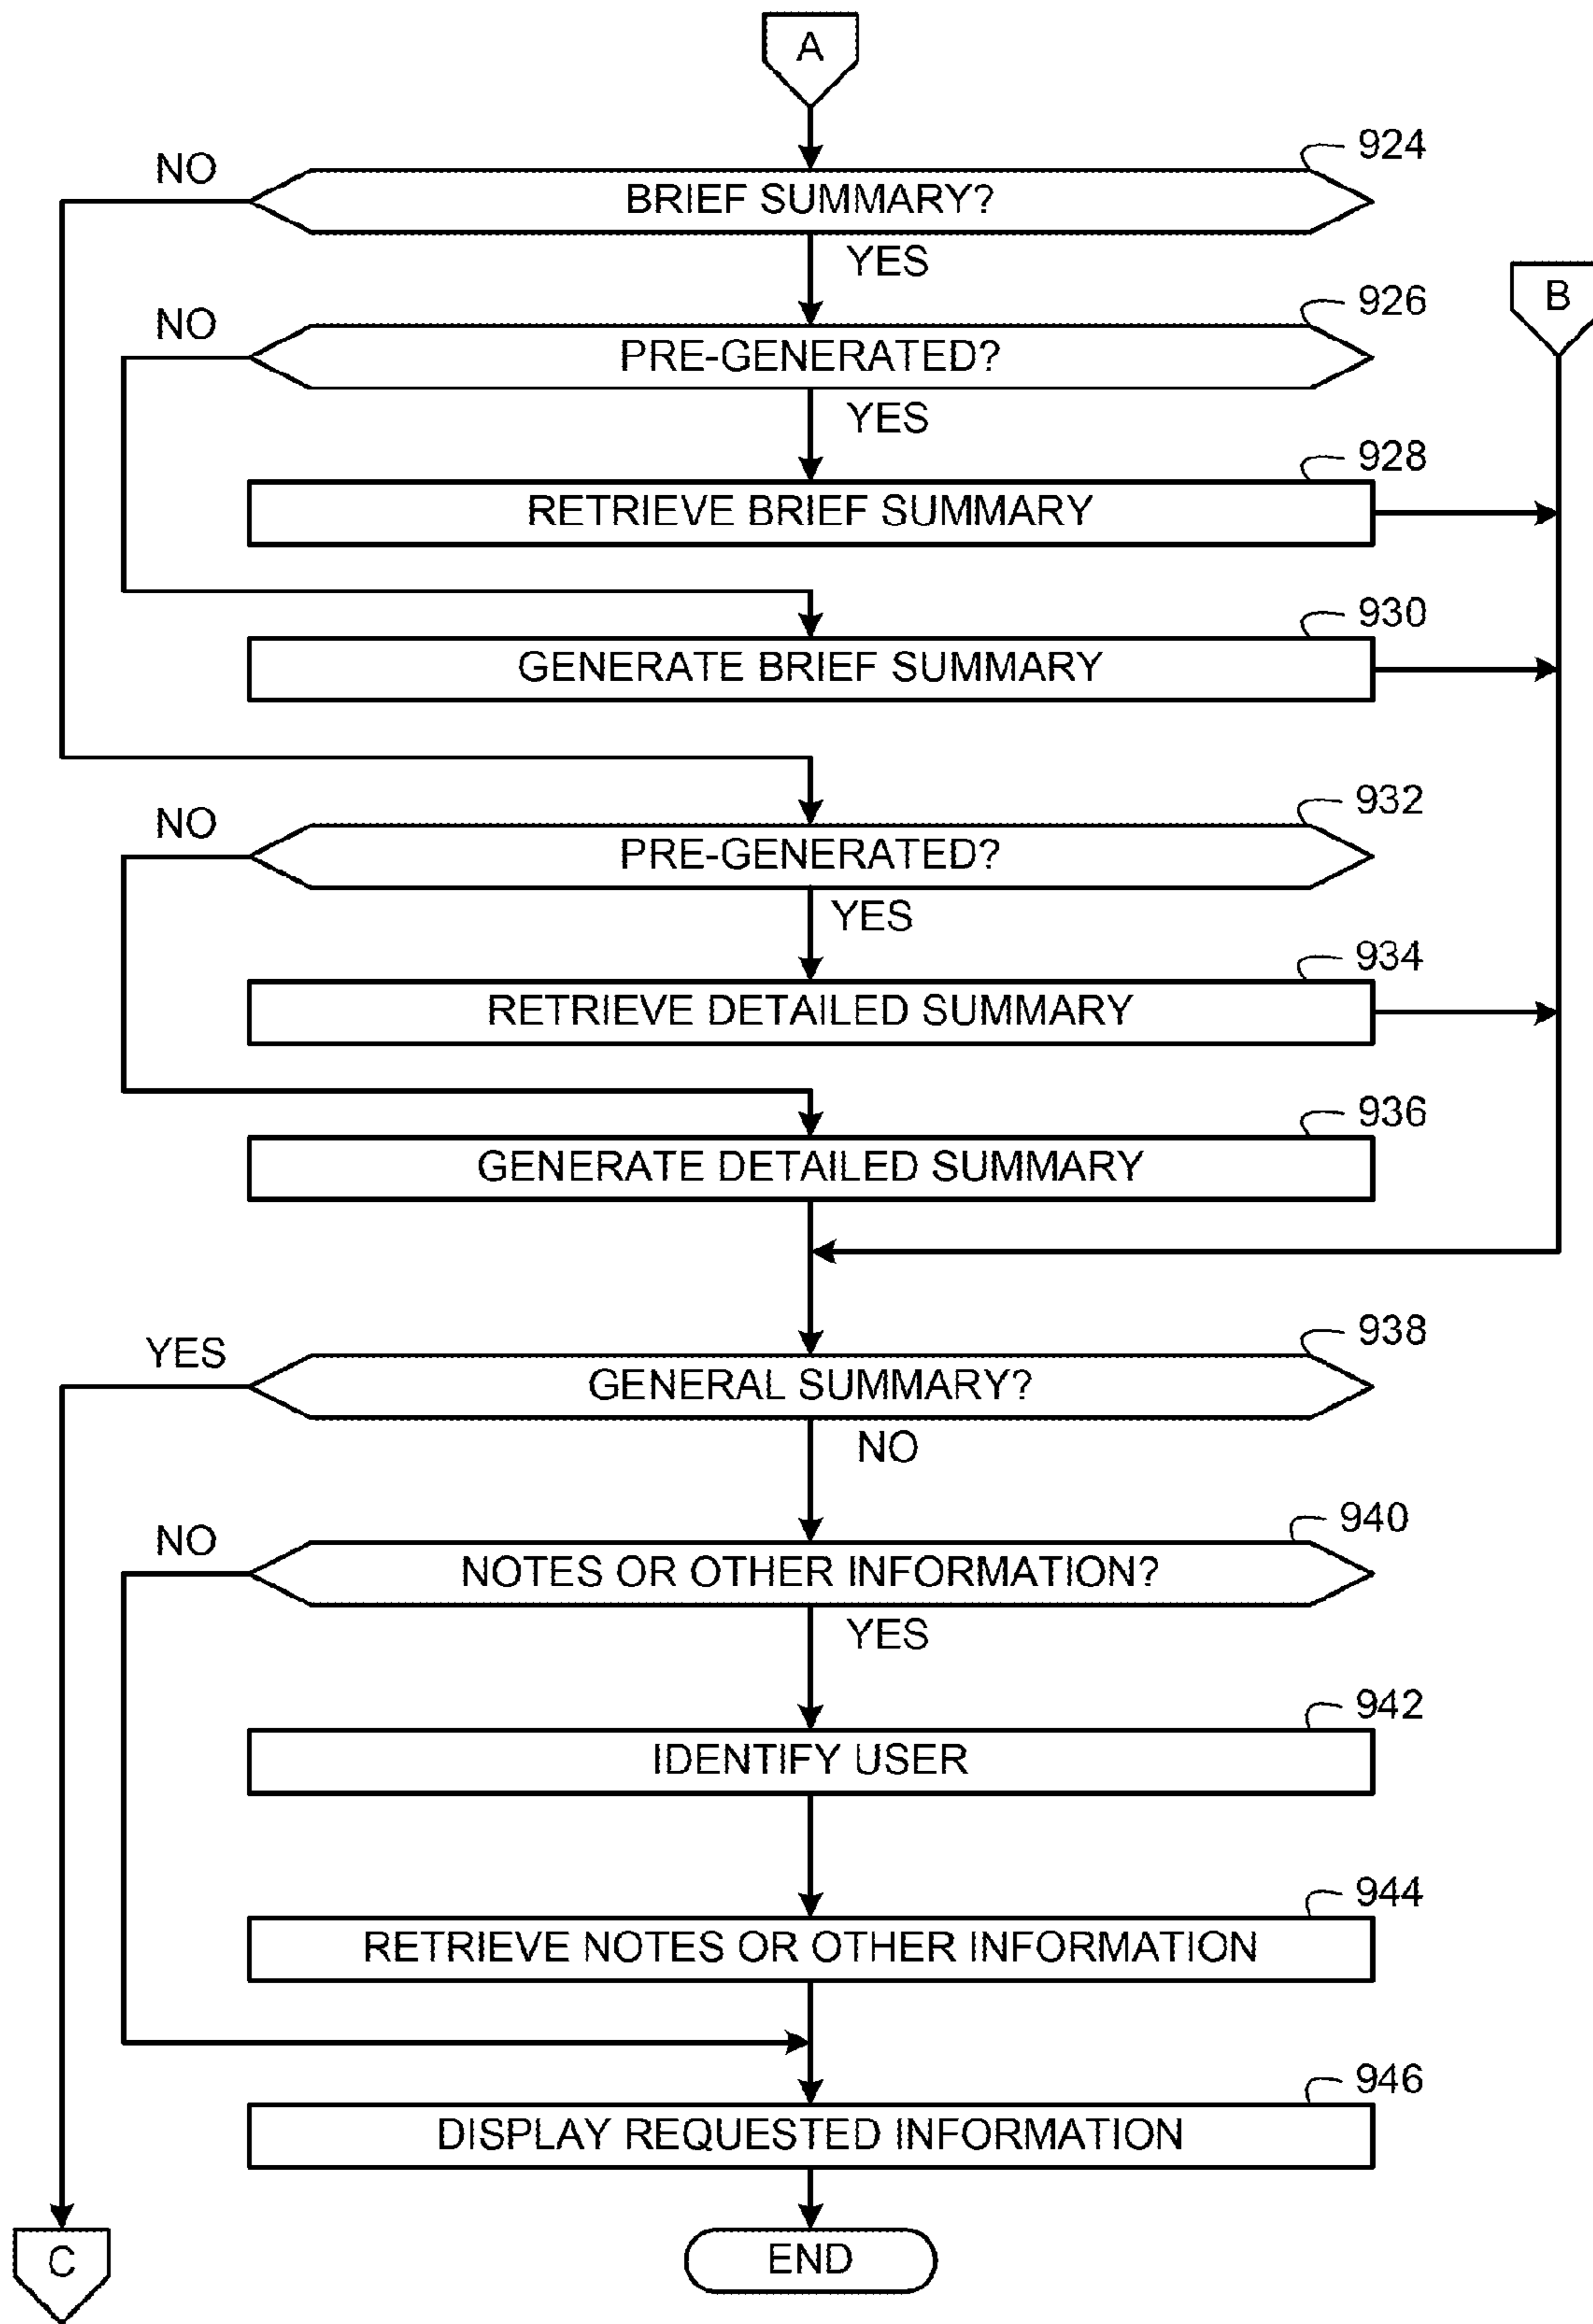 A
924
NO
BRIEF SUMMARY?
YES
B
926
NO
PRE-GENERATED?
YES
928
RETRIEVE BRIEF SUMMARY
930
GENERATE BRIEF SUMMARY
932
NO
PRE-GENERATED?
YES
934
RETRIEVE DETAILED SUMMARY
936
GENERATE DETAILED SUMMARY
938
YES
GENERAL SUMMARY?
NO
940
NO
NOTES OR OTHER INFORMATION?
YES
942
IDENTIFY USER
944
RETRIEVE NOTES OR OTHER INFORMATION
946
DISPLAY REQUESTED INFORMATION
C
END